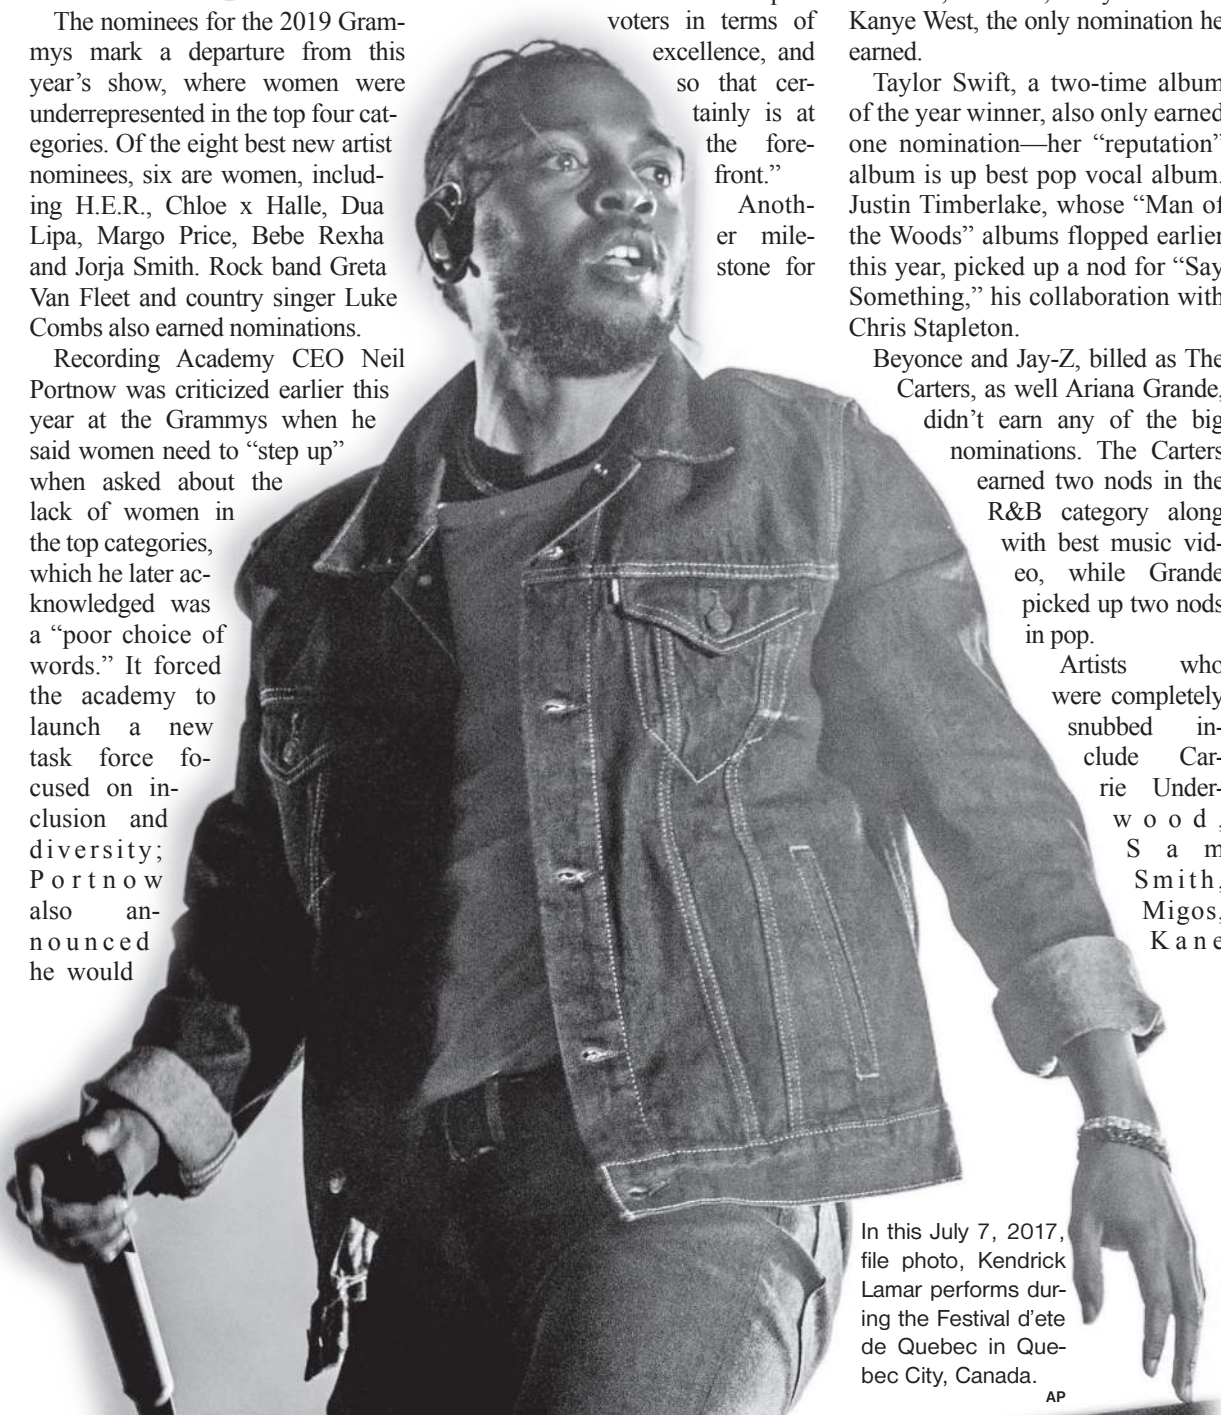 The nominees for the 2019 Gram-
mys mark a departure from this
year’s show, where women were
underrepresented in the top four cat-
egories. Of the eight best new artist
nominees, six are women, includ-
ing H.E.R., Chloe x Halle, Dua
Lipa, Margo Price, Bebe Rexha
and Jorja Smith. Rock band Greta
Van Fleet and country singer Luke
Combs also earned nominations.
Recording Academy CEO Neil
Portnow was criticized earlier this
year at the Grammys when he
said women need to “step up”
when asked about the
lack of women in
the top categories,
which he later ac-
knowledged was
a “poor choice of
words.” It forced
the academy to
launch a new
task force fo-
cused on in-
clusion and
diversity;
Portnow
also an-
nounced
he would
voters in terms of
excellence, and
so that cer-
tainly is at
the fore-
front.”
Anoth-
er mile-
stone for
Kanye West, the only nomination he
earned.
Taylor Swift, a two-time album
of the year winner, also only earned
one nomination—her “reputation”
album is up best pop vocal album.
Justin Timberlake, whose “Man of
the Woods” albums flopped earlier
this year, picked up a nod for “Say
Something,” his collaboration with
Chris Stapleton.
Beyonce and Jay-Z, billed as The
Carters, as well Ariana Grande,
didn’t earn any of the big
nominations. The Carters
earned two nods in the
R&B category along
with best music vid-
eo, while Grande
picked up two nods
in pop.
Artists who
were completely
snubbed in-
clude Car-
rie Under-
wood,
Sam
Smith,
Migos,
Kane
In this July 7, 2017,
file photo, Kendrick
Lamar performs dur-
ing the Festival d’ete
de Quebec in Que-
bec City, Canada.
AP